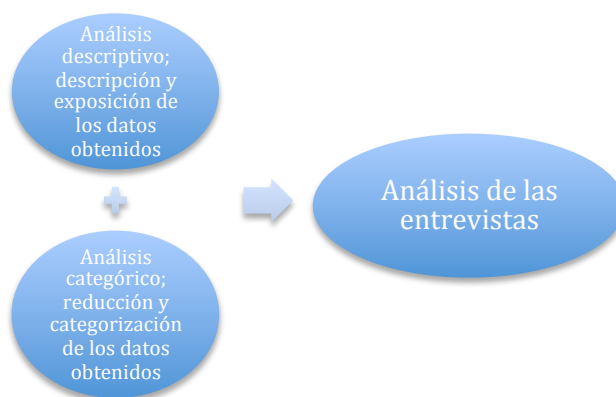 Análisis
descriptivo;
descripción y
exposición de
los datos
obtenidos
Análisis
categórico;
reducción y
categorización
de los datos
obtenidos
Análisis de las
entrevistas